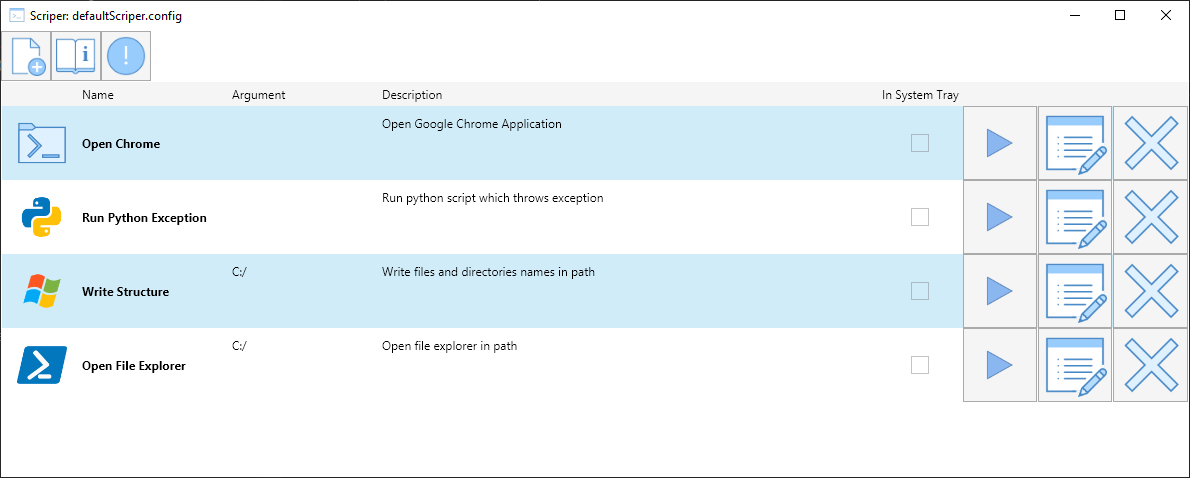 Scriper: defaultScriper.config
Name Argument Description In System Tray
Open Chrome Open Google Chrome Application
Run Python Exception Run python script which throws exception
Write Structure C:/ Write files and directories names in path
Open File Explorer C:/ Open file explorer in path